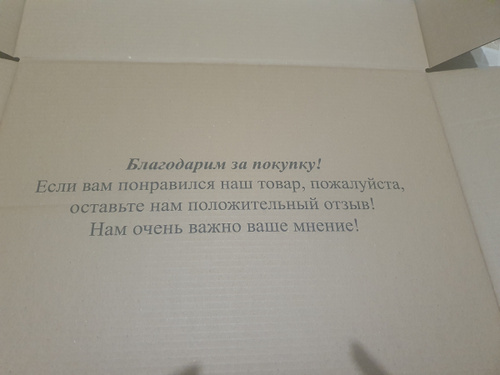 Благодарим за покупку!
Если вам понравился наш товар, пожалуйста,
оставьте нам положительный отзыв!
Нам очень важно ваше мнение!